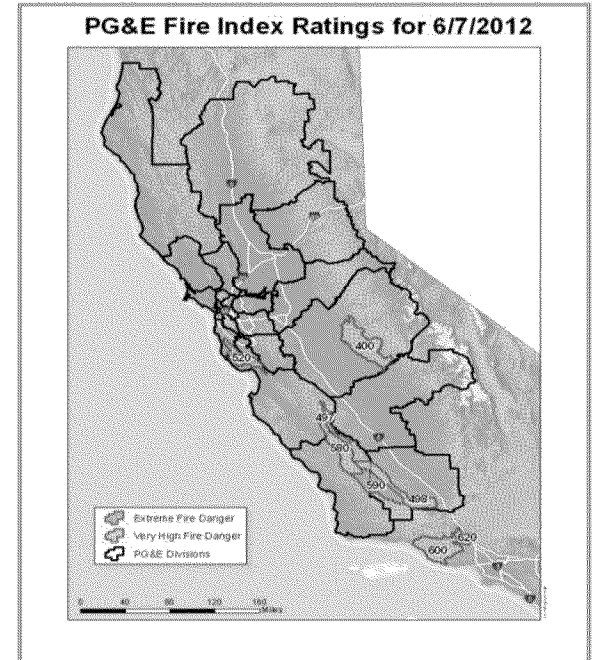 PG&E Fire Index Ratings for 6/7/2012
400
520
497
580
590
498
620
600
Extreme Fire Danger
Very High Fire Danger
PG&E Divisions
0 40 80 120 160
Miles